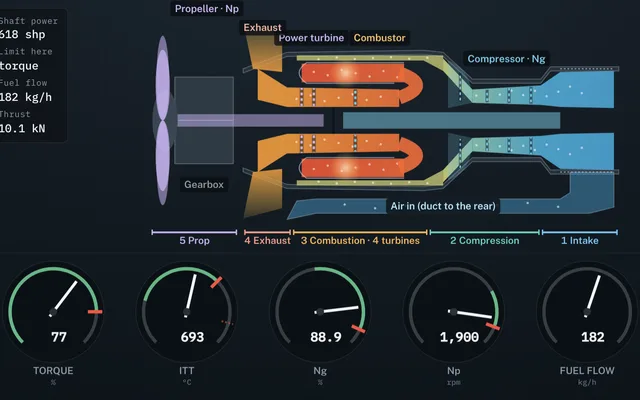 Shaft power
618 shp
Limit here
torque
Fuel flow
182 kg/h
Thrust
10.1 kN
Propeller · Np
Exhaust
Power turbine
Combustor
Compressor · Ng
Gearbox
Air in (duct to the rear)
5 Prop
4 Exhaust
3 Combustion · 4 turbines
2 Compression
1 Intake
77
TORQUE
%
693
ITT
°C
88.9
Ng
%
1,900
Np
rpm
182
FUEL FLOW
kg/h